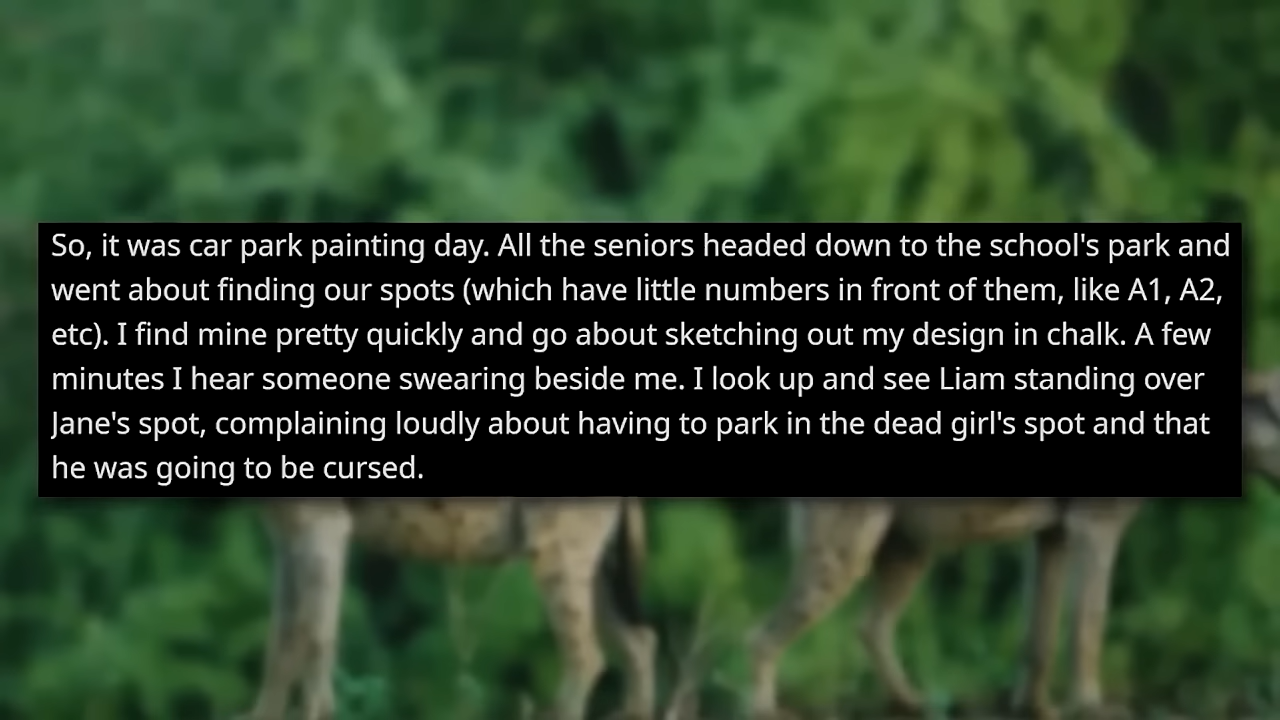 So, it was car park painting day. All the seniors headed down to the school's park and
went about finding our spots (which have little numbers in front of them, like A1, A2,
etc). I find mine pretty quickly and go about sketching out my design in chalk. A few
minutes I hear someone swearing beside me. I look up and see Liam standing over
Jane's spot, complaining loudly about having to park in the dead girl's spot and that
he was going to be cursed.